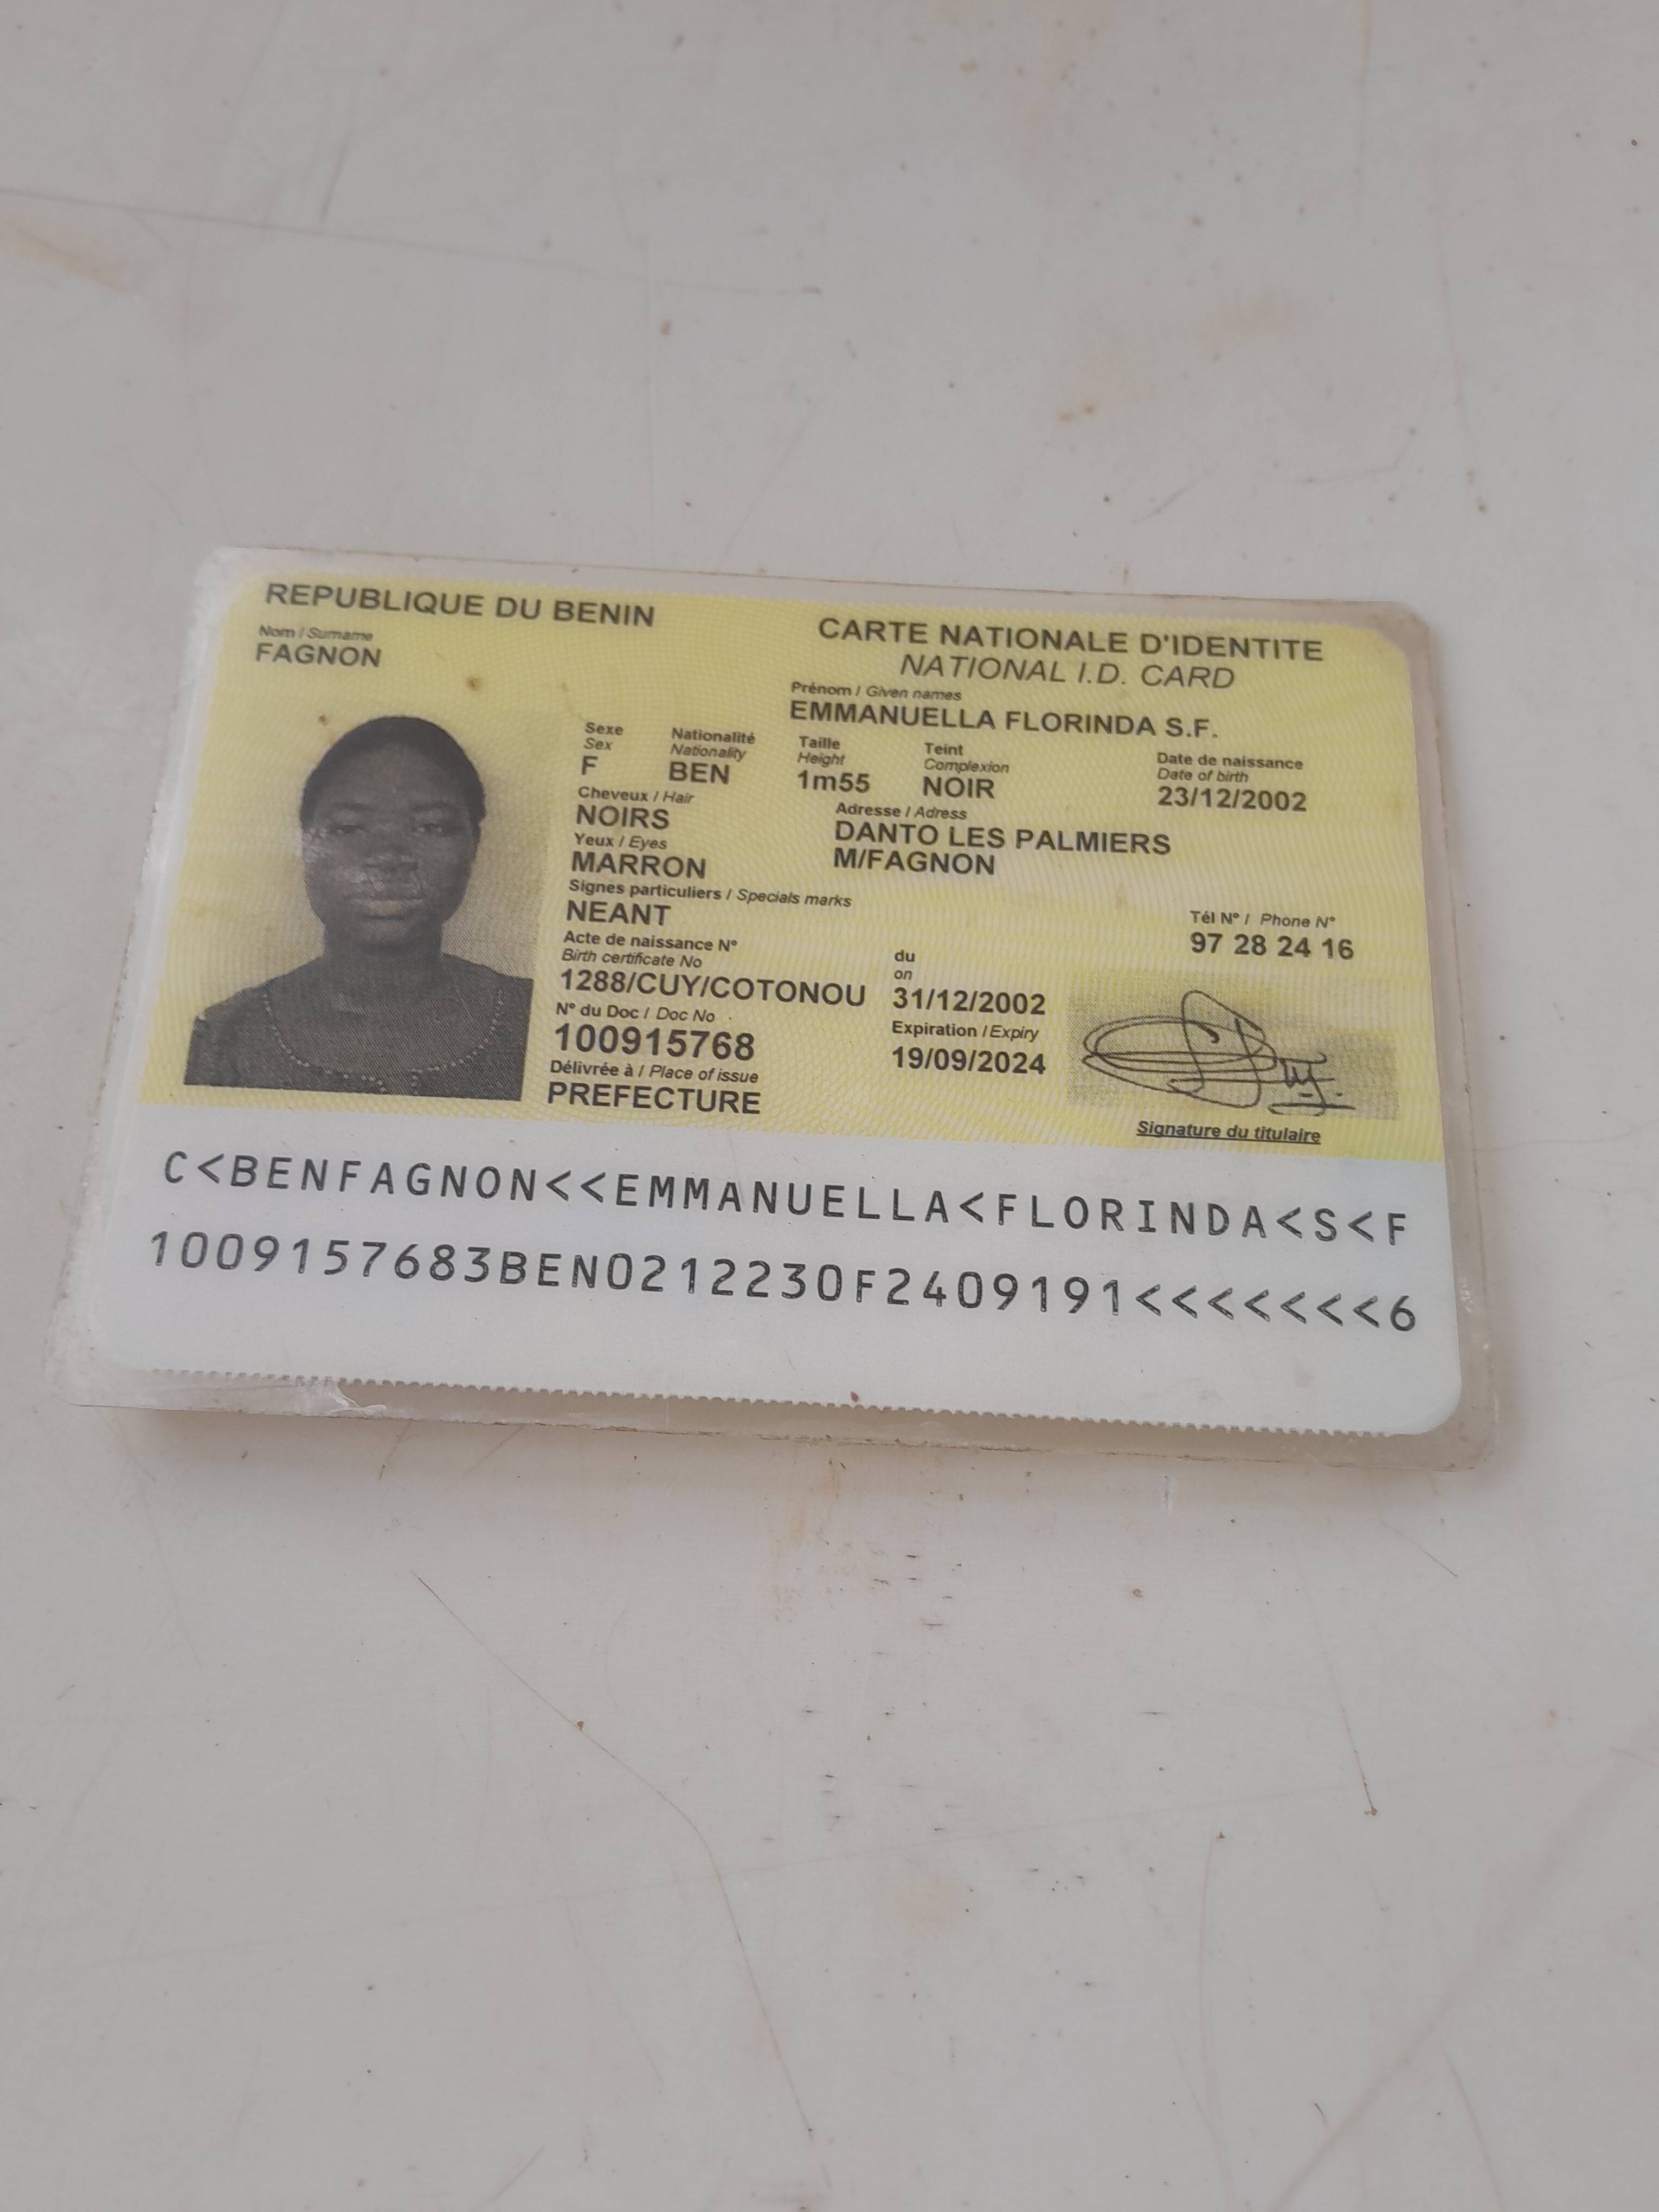 REPUBLIQUE DU BENIN
CARTE NATIONALE D'IDENTITE
NATIONAL I.D. CARD
Nom / Surname
FAGNON
Prénom / Given names
EMMANUELLA FLORINDA S.F.
Sexe Nationalité Taille Teint Date de naissance
Sex Nationality Height Complexion Date of birth
F BEN 1m55 NOIR 23/12/2002
Cheveux / Hair Adresse / Adress
NOIRS DANTO LES PALMIERS
Yeux / Eyes
MARRON M/FAGNON
Signes particuliers / Specials marks
NEANT
Tél Nº / Phone Nº
97 28 24 16
Acte de naissance Nº du
Birth certificate No on
1288/CUY/COTONOU 31/12/2002
Nº du Doc / Doc No Expiration / Expiry
100915768 19/09/2024
Délivrée à / Place of issue
PREFECTURE
Signature du titulaire
C<BENFAGNON<<EMMANUELLA<FLORINDA<S<F
1009157683BEN0212230F2409191<<<<<<<6